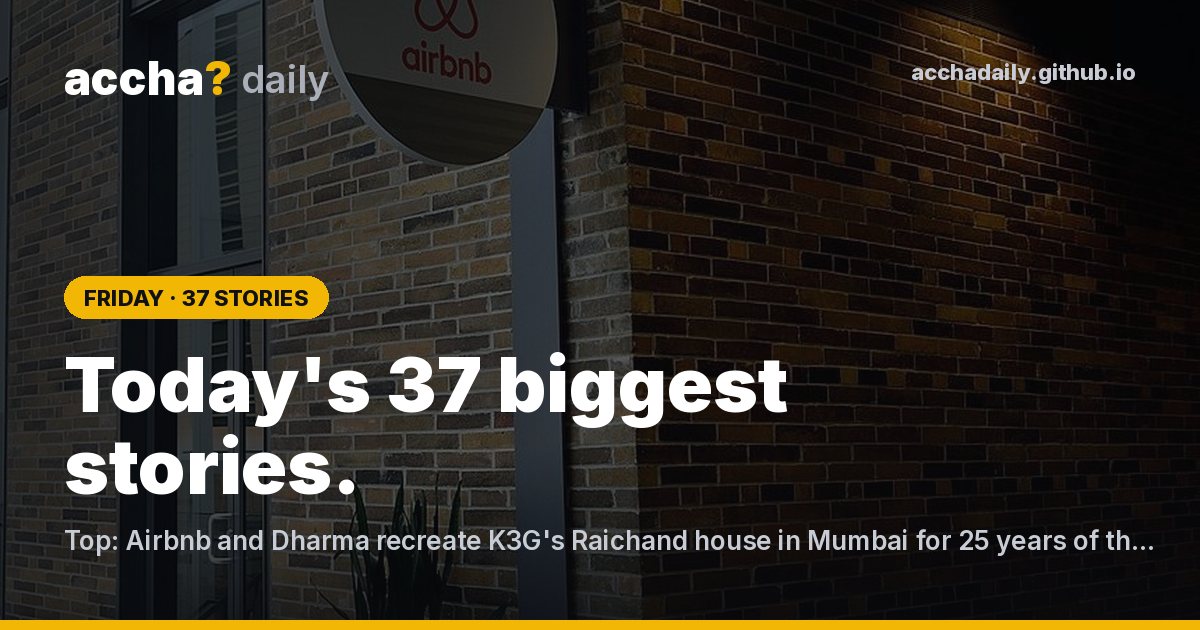 airbnb
accha? daily
acchadaily.github.io
FRIDAY · 37 STORIES
Today's 37 biggest
stories.
Top: Airbnb and Dharma recreate K3G's Raichand house in Mumbai for 25 years of th…